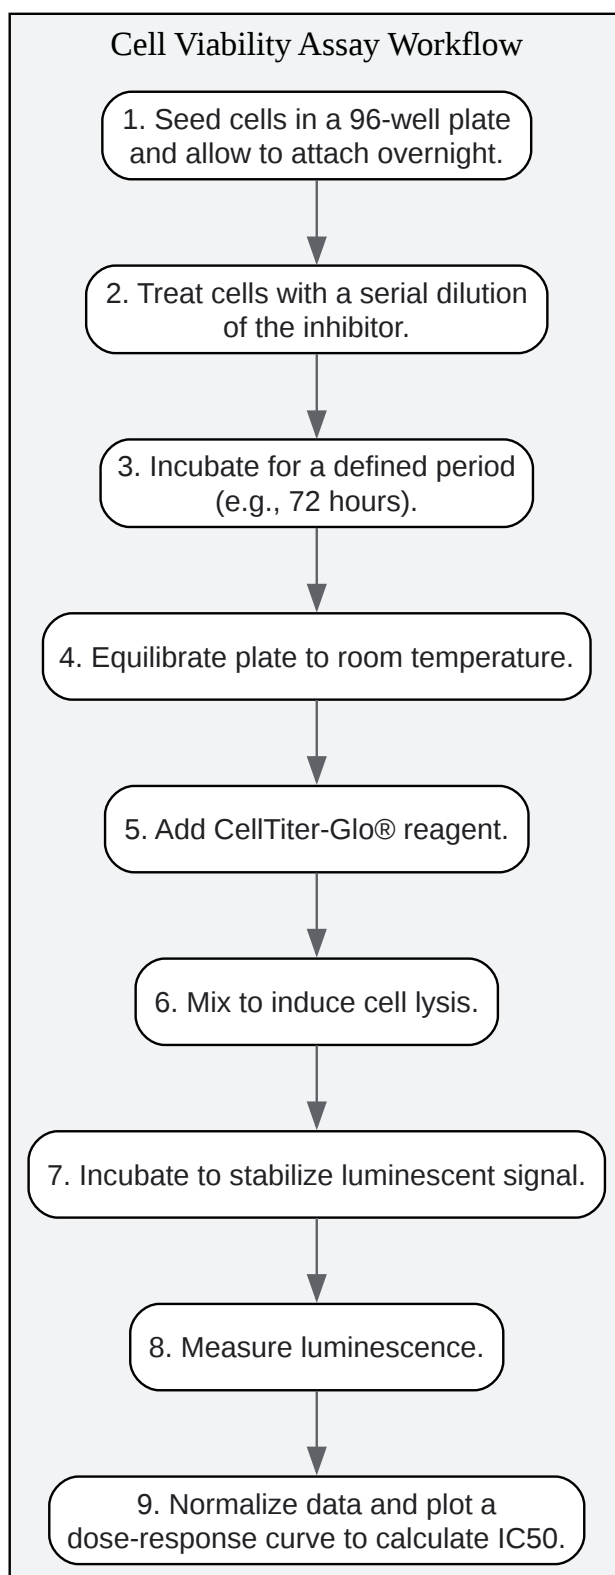 Cell Viability Assay Workflow
1. Seed cells in a 96-well plate
and allow to attach overnight.
2. Treat cells with a serial dilution
of the inhibitor.
3. Incubate for a defined period
(e.g., 72 hours).
4. Equilibrate plate to room temperature.
5. Add CellTiter-Glo® reagent.
6. Mix to induce cell lysis.
7. Incubate to stabilize luminescent signal.
8. Measure luminescence.
9. Normalize data and plot a
dose-response curve to calculate IC50.